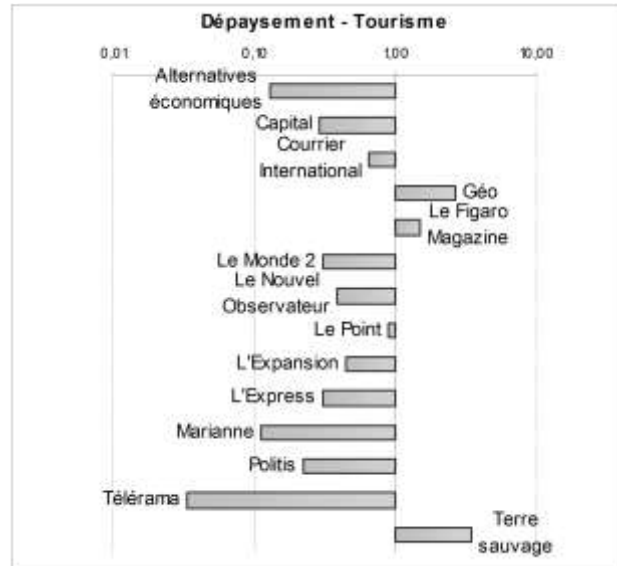 Dépaysement - Tourisme
0,01 0,10 1,00 10,00
Alternatives
économiques
Capital
Courrier
International
Géo
Le Figaro
Magazine
Le Monde 2
Le Nouvel
Observateur
Le Point
L'Expansion
L'Express
Marianne
Politis
Télérama
Terre
sauvage